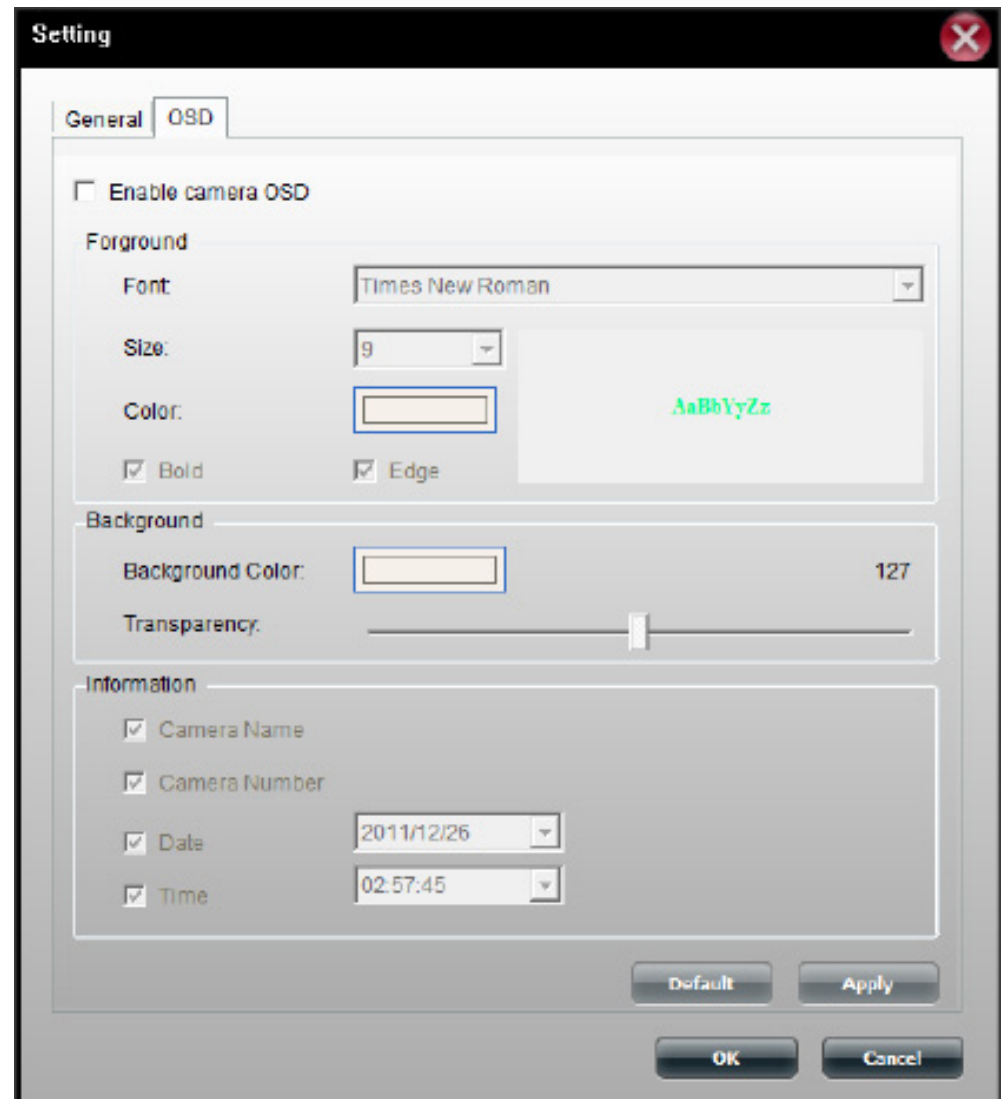 Setting
General OSD
Enable camera OSD
Forground
Font: Times New Roman
Size: 9
Color: AaBbYyZz
Bold Edge
Background
Background Color: 127
Transparency:
Information
Camera Name
Camera Number
Date 2011/12/26
Time 02:57:45
Default Apply
OK Cancel